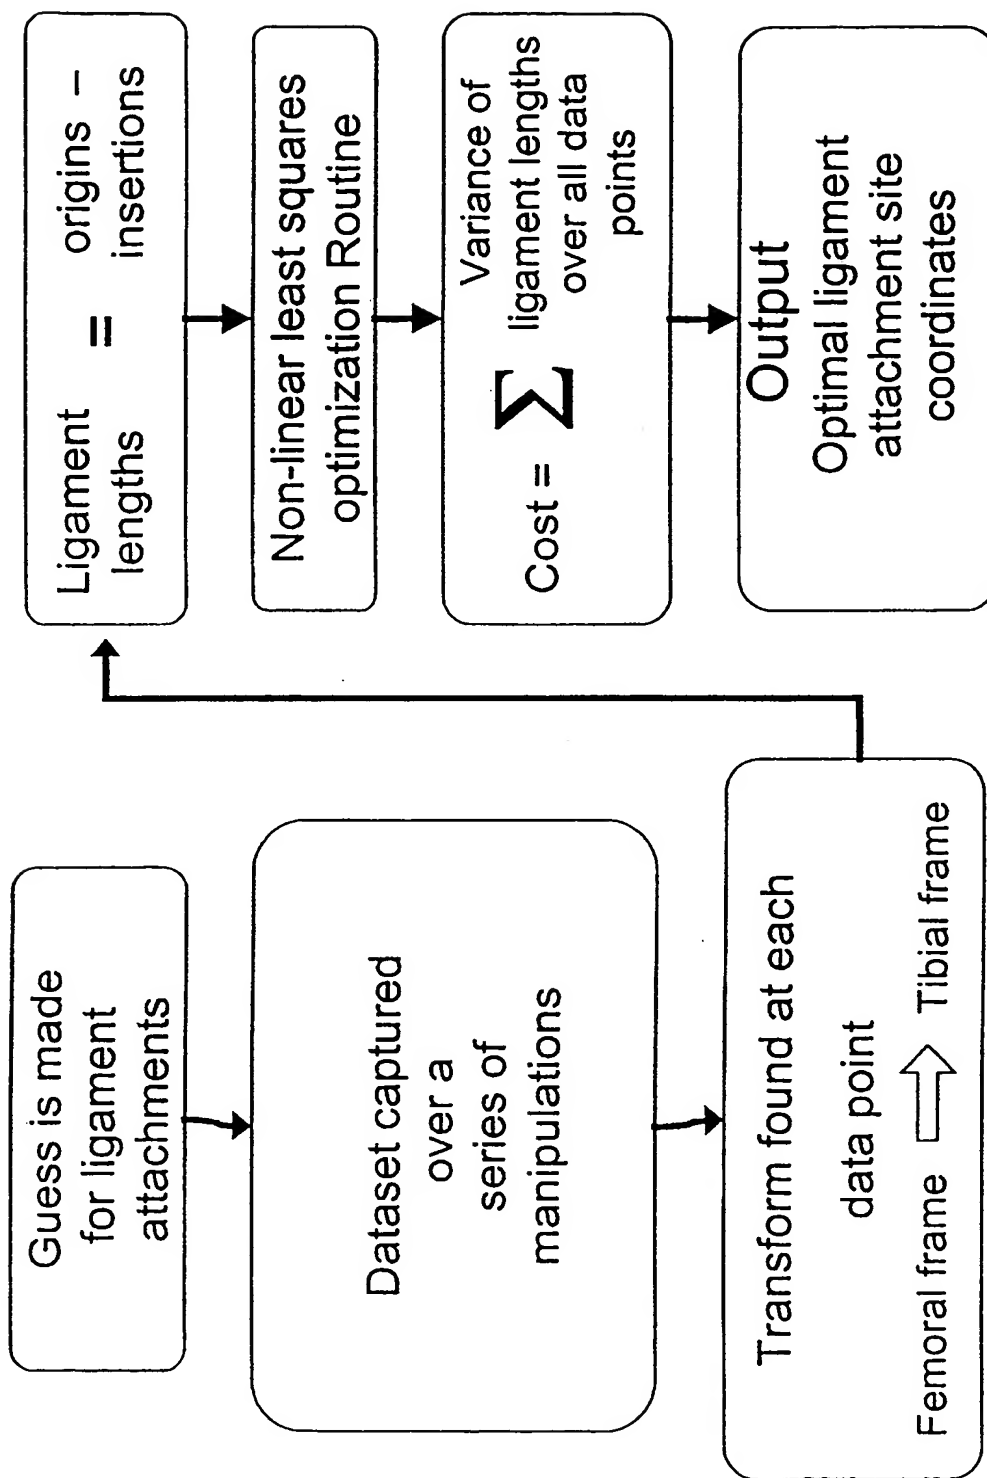 Guess is made
for ligament
attachments
Dataset captured
over a
series of
manipulations
Transform found at each
data point
Femoral frame Tibial frame
Ligament = origins –
lengths insertions
Non-linear least squares
optimization Routine
Variance of
Cost = Σ ligament lengths
over all data
points
Output
Optimal ligament
attachment site
coordinates